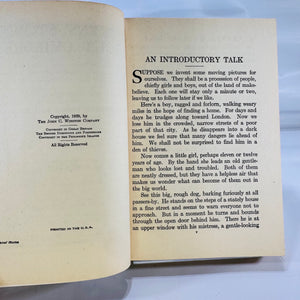 Copyright, 1929, by
THE JOHN C. WINSTON COMPANY
COPYRIGHT IN GREAT BRITAIN
THE BRITISH DOMINIONS AND POSSESSIONS
COPYRIGHT IN THE PHILIPPINE ISLANDS
All Rights Reserved
PRINTED IN THE U. S. A.
AN INTRODUCTORY TALK
SUPPOSE we invent some moving pictures for
ourselves. They shall be a procession of people,
chiefly girls and boys, out of the land of make-
believe. Each will stay only an instant, a twinkling,
leaving us to follow later if we like.
Here's a boy, ragged and forlorn, walking weary
miles in the hope of finding a home. Day after
day he trudges along toward London. Now we
lose him in the crowded, narrow streets of the poor
part of the city. As he disappears into a dark
house we feel sure that many dangers lie ahead of
him. We shall not be surprised to find him in a
den of thieves.
Now comes a little girl, perhaps eleven or twelve
years of age. By the hand she leads an old gentle-
man who looks lost and troubled. Both of them
are neatly dressed, but they have a helpless air that
makes us wonder what can become of them out in
the big world.
See this big, rough dog, barking furiously at all
passers-by. He stands on the steps of a stately house
in a fine street and seems to warn everyone not to
approach. But in a moment he turns and bounds
through the open door behind him. There he is at
an upper window with his mistress, a gentle-looking